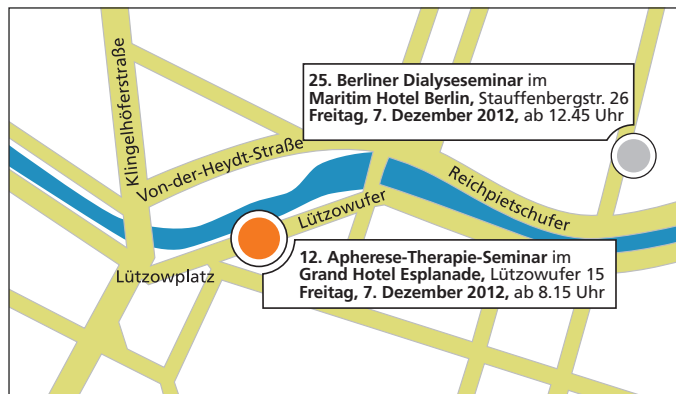 Klingelhöferstraße
25. Berliner Dialyseseminar im
Maritim Hotel Berlin, Stauffenbergstr. 26
Freitag, 7. Dezember 2012, ab 12.45 Uhr
Von-der-Heydt-Straße
Reichpietschufer
Lützowufer
12. Apherese-Therapie-Seminar im
Grand Hotel Esplanade, Lützowufer 15
Freitag, 7. Dezember 2012, ab 8.15 Uhr
Lützowplatz